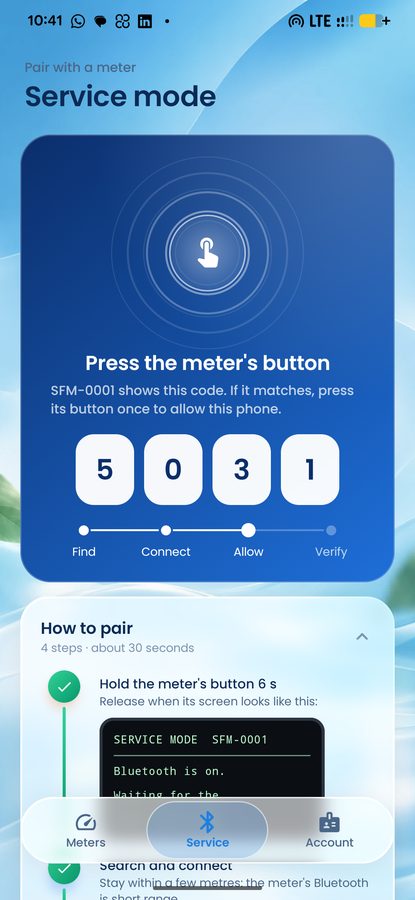 10:41
LTE
Pair with a meter
Service mode
Press the meter's button
SFM-0001 shows this code. If it matches, press
its button once to allow this phone.
5 0 3 1
Find Connect Allow Verify
How to pair
4 steps · about 30 seconds
Hold the meter's button 6 s
Release when its screen looks like this:
SERVICE MODE SFM-0001
Bluetooth is on.
Waiting for the
Meters Service Account
Search and connect
Stay within a few metres: the meter's Bluetooth
is short range.